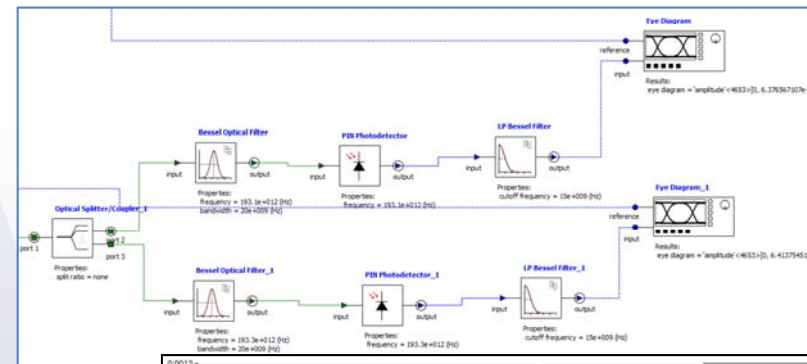 Eye Diagram
reference
input
Results:
eye diagram = 'amplitude'<4653>[0, 6.376567107e-
Bessel Optical Filter
PIN Photodetector
LP Bessel Filter
input
output
input
output
input
output
Properties:
frequency = 193.1e+012 (Hz)
bandwidth = 20e+009 (Hz)
Properties:
frequency = 193.1e+012 (Hz)
Properties:
cutoff frequency = 15e+009 (Hz)
Eye Diagram_1
reference
input
Results:
eye diagram = 'amplitude'<4653>[0, 6.41375451
Optical Splitter/Coupler_1
port 1
port 2
port 3
Properties:
split ratio = none
Bessel Optical Filter_1
PIN Photodetector_1
LP Bessel Filter_1
input
output
input
output
input
output
Properties:
frequency = 193.3e+012 (Hz)
bandwidth = 20e+009 (Hz)
Properties:
frequency = 193.3e+012 (Hz)
Properties:
cutoff frequency = 15e+009 (Hz)